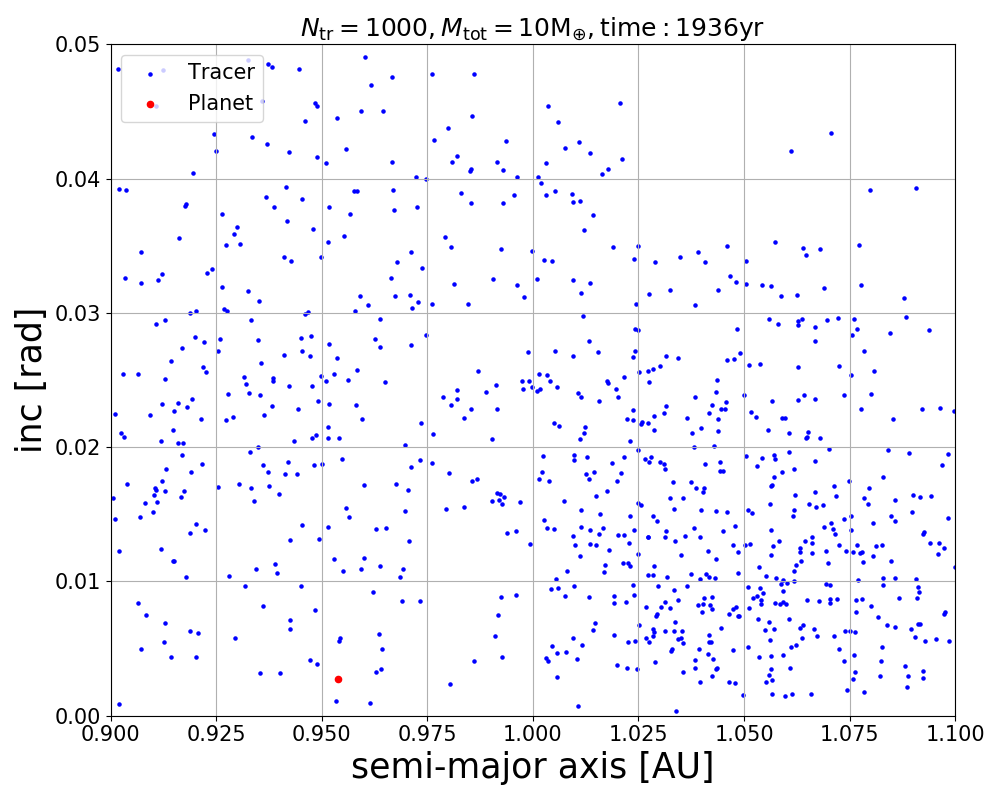 N_tr = 1000, M_tot = 10M_⊕, time : 1936yr
Tracer
Planet
inc [rad]
0.05
0.04
0.03
0.02
0.01
0.00
0.900 0.925 0.950 0.975 1.000 1.025 1.050 1.075 1.100
semi-major axis [AU]